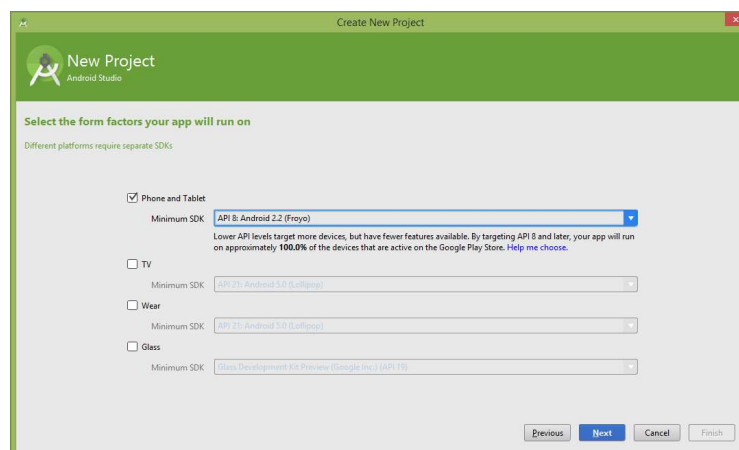 Create New Project
New Project
Android Studio
Select the form factors your app will run on
Different platforms require separate SDKs
Phone and Tablet
Minimum SDK API 8: Android 2.2 (Froyo)
Lower API levels target more devices, but have fewer features available. By targeting API 8 and later, your app will run
on approximately 100.0% of the devices that are active on the Google Play Store. Help me choose.
TV
Minimum SDK API 21: Android 5.0 (Lollipop)
Wear
Minimum SDK API 21: Android 5.0 (Lollipop)
Glass
Minimum SDK Glass Development Kit Preview (Google Inc.) (API 19)
Previous Next Cancel Finish